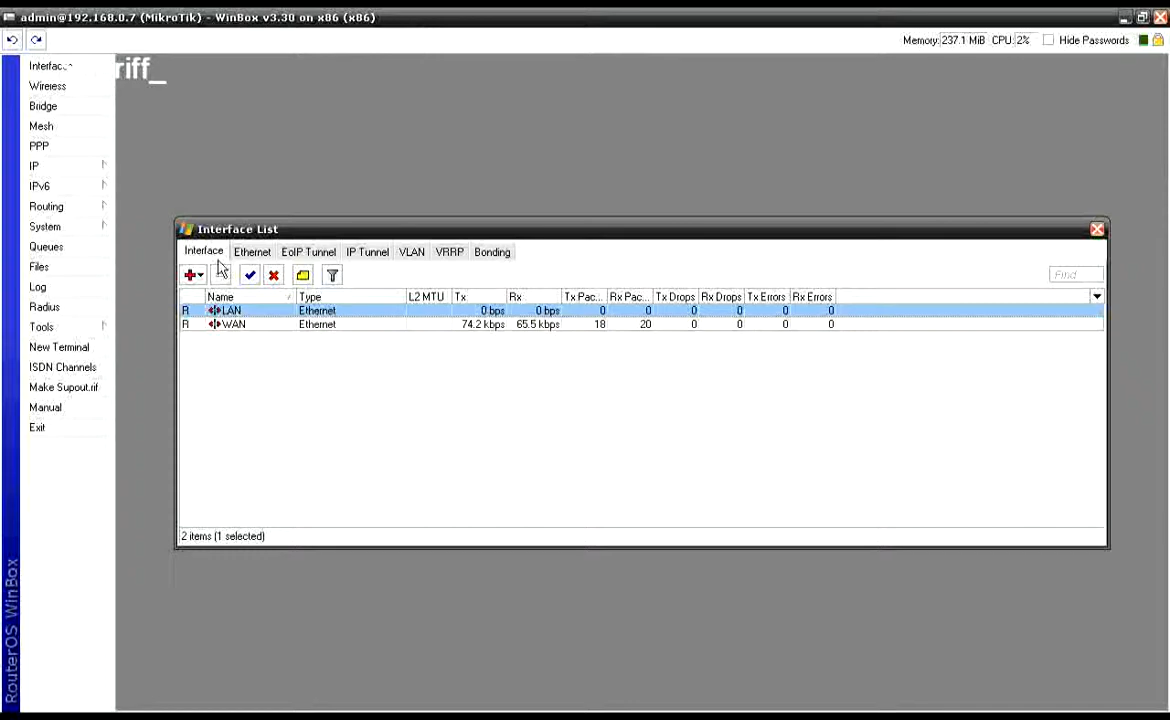 admin@192.168.0.7 (MikroTik) - WinBox v3.30 on x86 (x86)
Memory: 237.1 MiB CPU: 2% Hide Passwords
riff_
Interfac
Wireless
Bridge
Mesh
PPP
IP
IPv6
Routing
System
Queues
Files
Log
Radius
Tools
New Terminal
ISDN Channels
Make Supout.rif
Manual
Exit
RouterOS WinBox
Interface List
Interface Ethernet EoIP Tunnel IP Tunnel VLAN VRRP Bonding
Find
Name Type L2 MTU Tx Rx Tx Pac... Rx Pac... Tx Drops Rx Drops Tx Errors Rx Errors
R LAN Ethernet 0 bps 0 bps 0 0 0 0 0 0
R WAN Ethernet 74.2 kbps 65.5 kbps 18 20 0 0 0 0
2 items (1 selected)